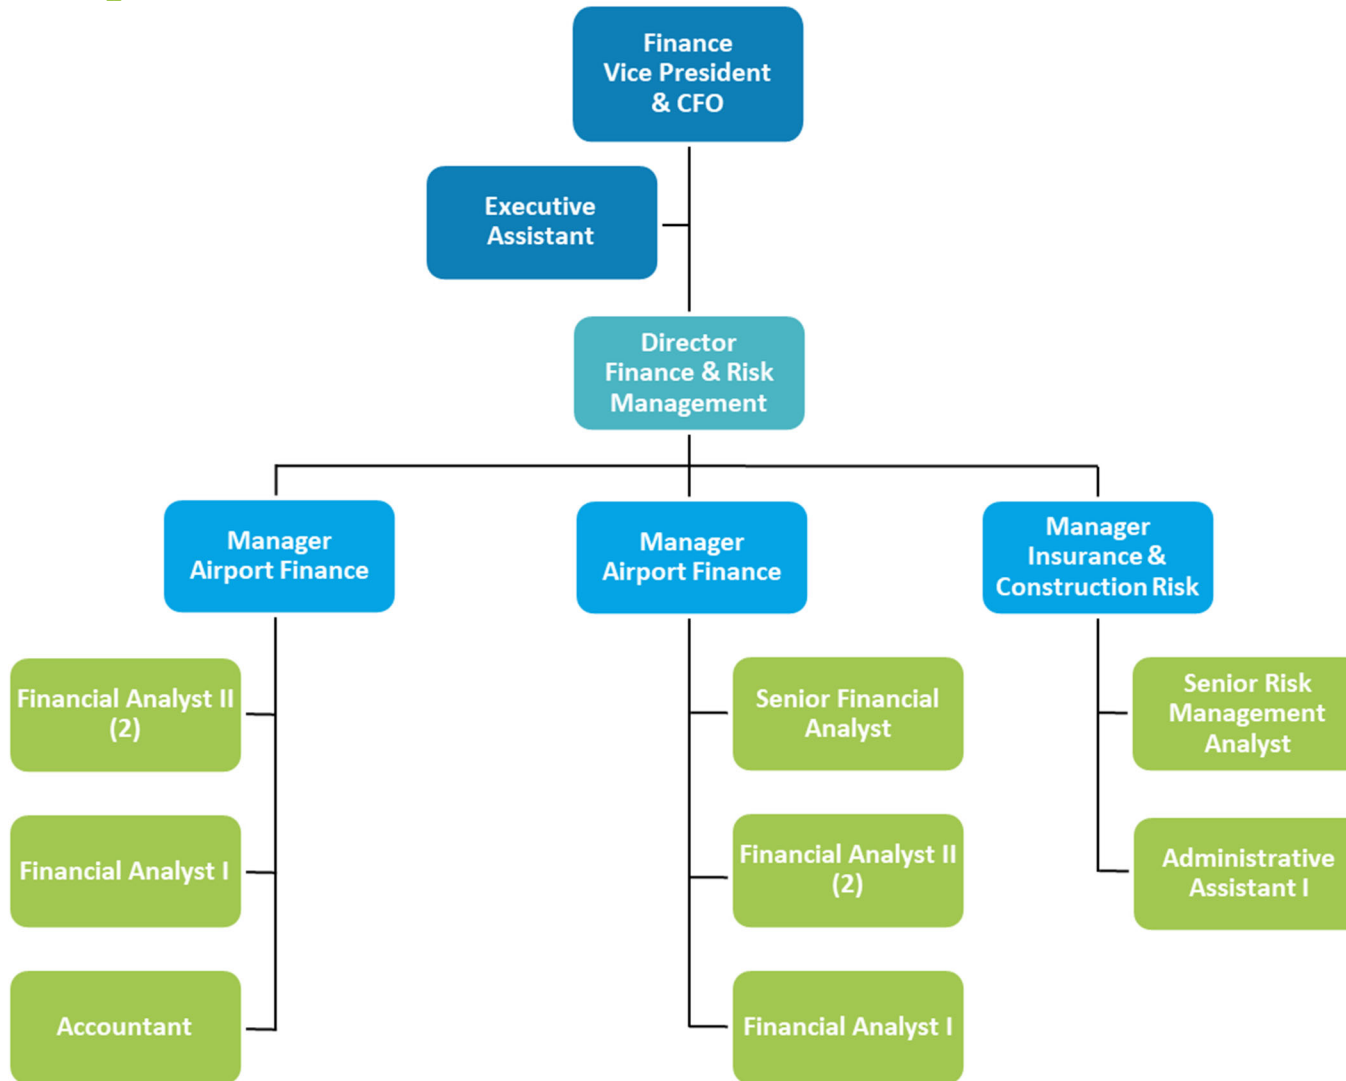 Finance
Vice President
& CFO
Executive
Assistant
Director
Finance & Risk
Management
Manager
Airport Finance
Manager
Airport Finance
Manager
Insurance &
Construction Risk
Financial Analyst II
(2)
Financial Analyst I
Accountant
Senior Financial
Analyst
Financial Analyst II
(2)
Financial Analyst I
Senior Risk
Management
Analyst
Administrative
Assistant I